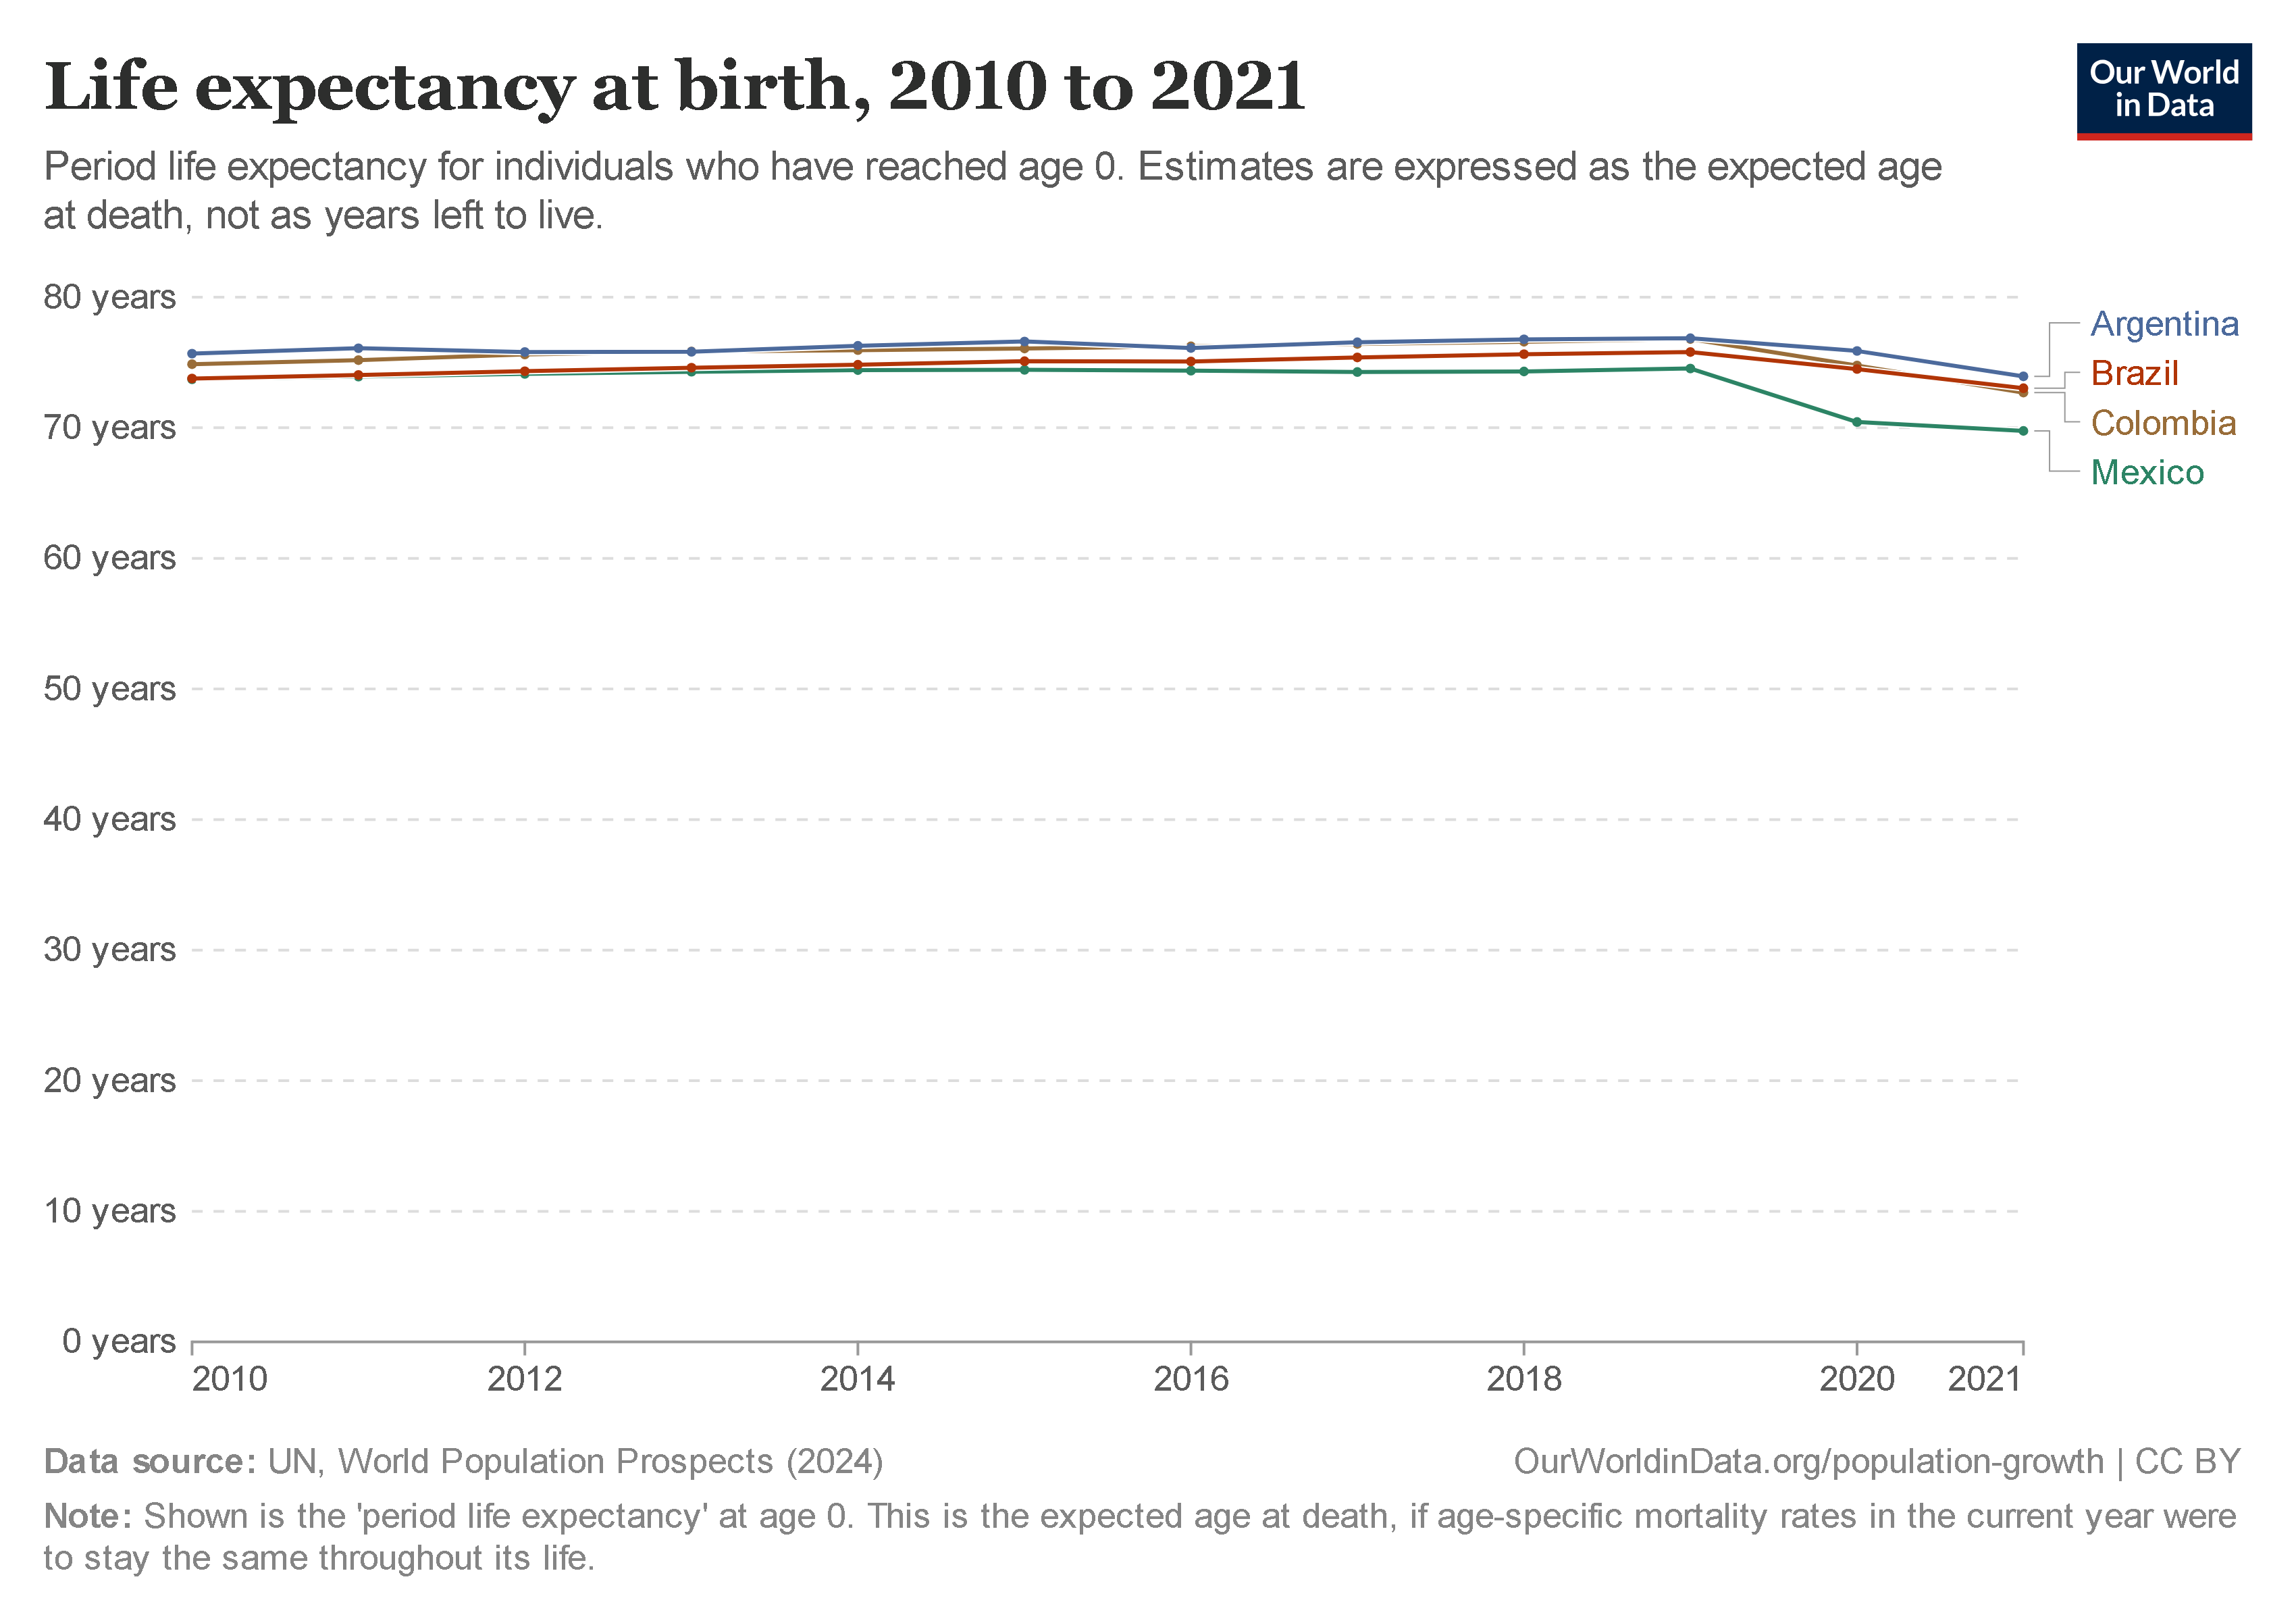 Life expectancy at birth, 2010 to 2021
Our World
in Data
Period life expectancy for individuals who have reached age 0. Estimates are expressed as the expected age
at death, not as years left to live.
80 years
70 years
60 years
50 years
40 years
30 years
20 years
10 years
0 years
Argentina
Brazil
Colombia
Mexico
2010
2012
2014
2016
2018
2020
2021
Data source: UN, World Population Prospects (2024)
OurWorldinData.org/population-growth | CC BY
Note: Shown is the 'period life expectancy' at age 0. This is the expected age at death, if age-specific mortality rates in the current year were
to stay the same throughout its life.